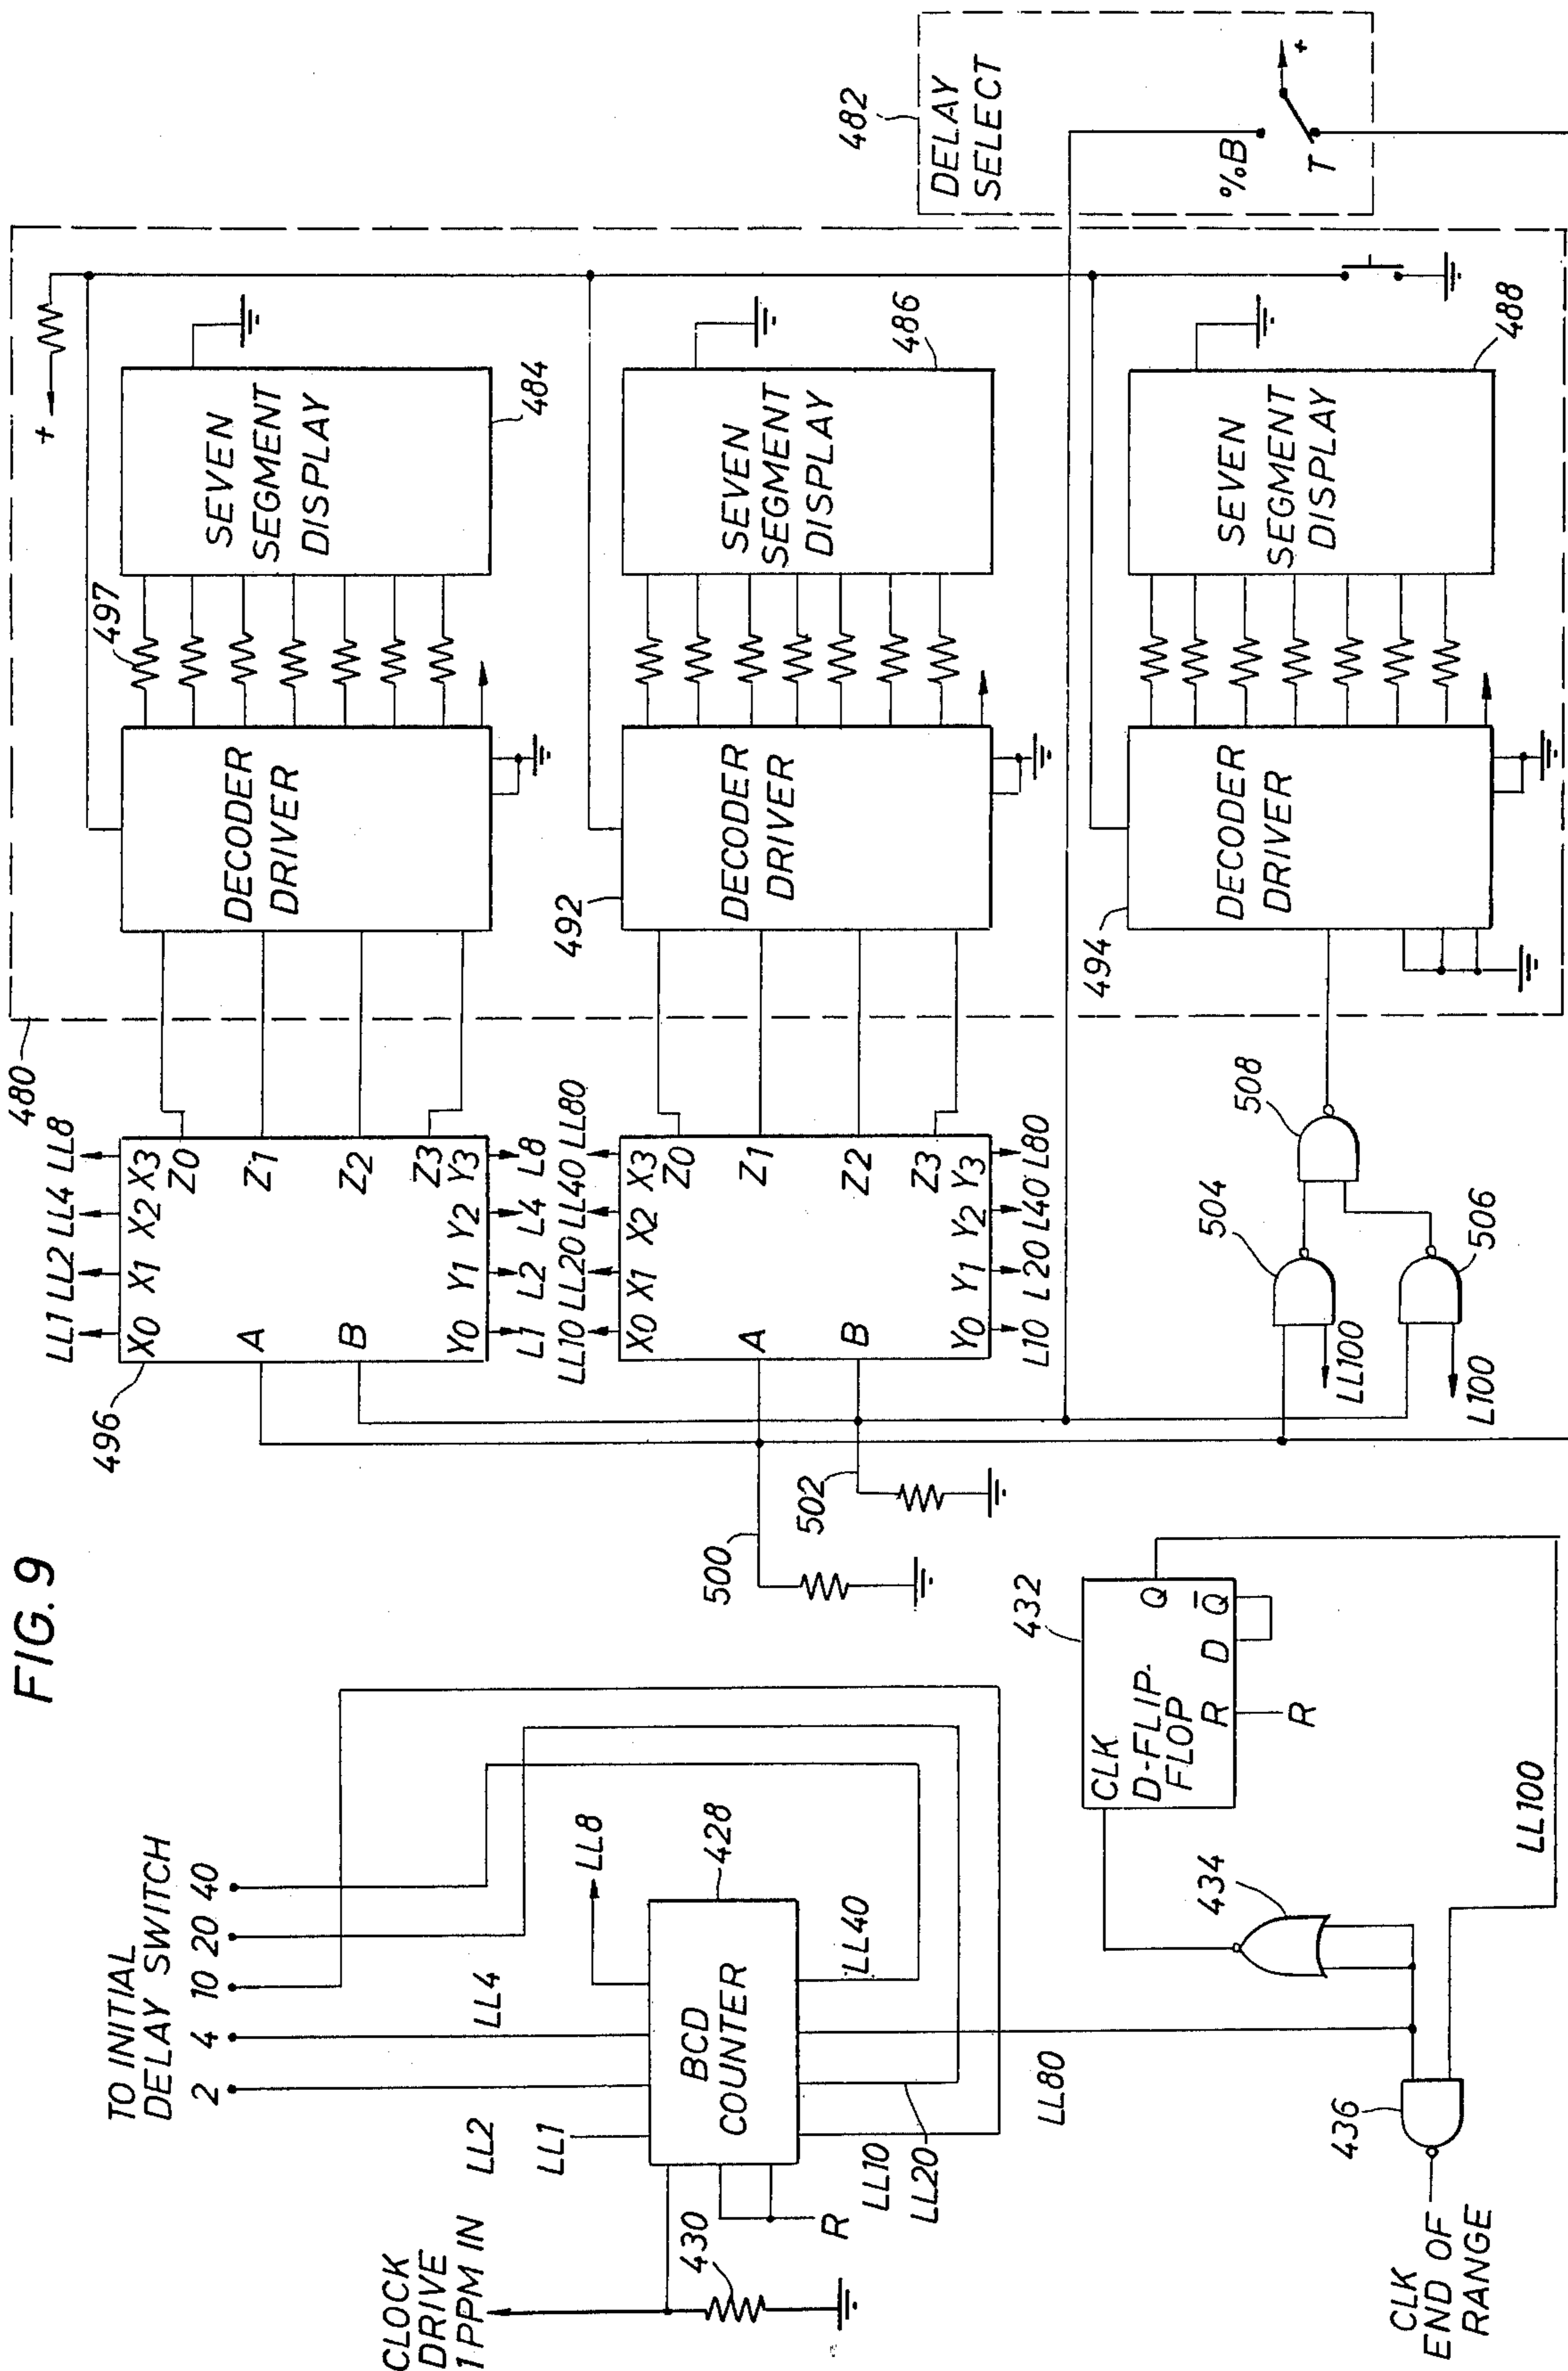 FIG. 9
TO INITIAL
DELAY SWITCH
2 4 10 20 40
CLOCK
DRIVE
1 PPM IN
LL2
LL4
LL1
LL8
428
BCD
COUNTER
430
R
LL10
LL20
LL40
LL80
434
436
CLK
END OF
RANGE
432
CLK
Q
D-FLIP-
FLOP
R D Q̅
R
LL100
480
496
LL1 LL2 LL4 LL8
X0 X1 X2 X3
A
B
Z0
Z1
Z2
Z3
Y0 Y1 Y2 Y3
L1 L2 L4 L8
LL10 LL20 LL40 LL80
X0 X1 X2 X3
A
B
Z0
Z1
Z2
Z3
Y0 Y1 Y2 Y3
L10 L20 L40 L80
500
502
504
LL100
506
L100
508
DECODER
DRIVER
497
SEVEN
SEGMENT
DISPLAY
484
+
492
DECODER
DRIVER
SEVEN
SEGMENT
DISPLAY
486
494
DECODER
DRIVER
SEVEN
SEGMENT
DISPLAY
488
482
DELAY
SELECT
%B
T
+